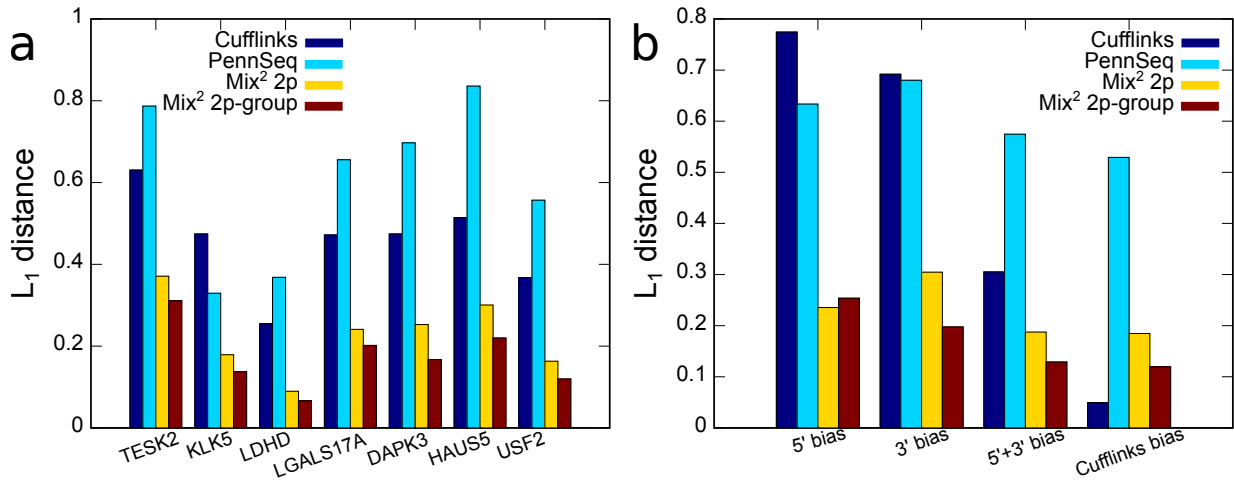 a
L1 distance
1
0.8
0.6
0.4
0.2
0
Cufflinks
PennSeq
Mix² 2p
Mix² 2p-group
TESK2
KLK5
LDHD
LGALS17A
DAPK3
HAUS5
USF2
b
L1 distance
0.8
0.7
0.6
0.5
0.4
0.3
0.2
0.1
0
Cufflinks
PennSeq
Mix² 2p
Mix² 2p-group
5' bias
3' bias
5'+3' bias
Cufflinks bias